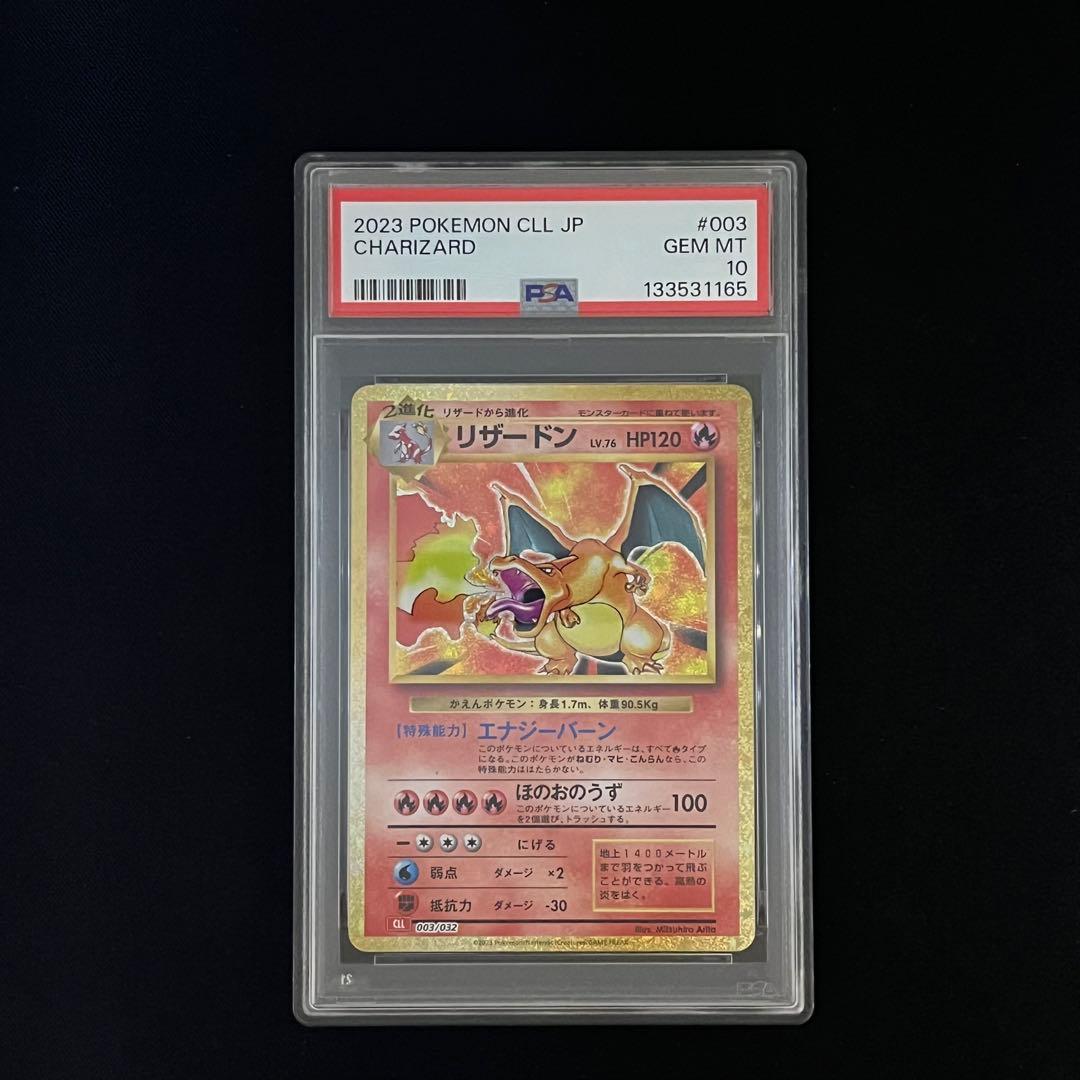 2023 POKEMON CLL JP #003
CHARIZARD GEM MT
10
PSA 133531165
2進化 リザードから進化 モンスターカードに重ねて使います。
リザードン LV.76 HP120
かえんポケモン:身長1.7m、体重90.5Kg
【特殊能力】エナジーバーン
このポケモンについているエネルギーは、すべて タイプ
になる。このポケモンがねむり・マヒ・こんらんなら、この
特殊能力ははたらかない。
ほのおのうず
このポケモンについているエネルギー 100
を2個選び、トラッシュする。
にげる
弱点 ダメージ ×2
抵抗力 ダメージ -30
地上1400メートル
まで羽をつかって飛ぶ
ことができる。高熱の
炎をはく。
CLL 003/032 Illus. Mitsuhiro Arita
©2023 Pokémon/Nintendo/Creatures/GAME FREAK
PSA